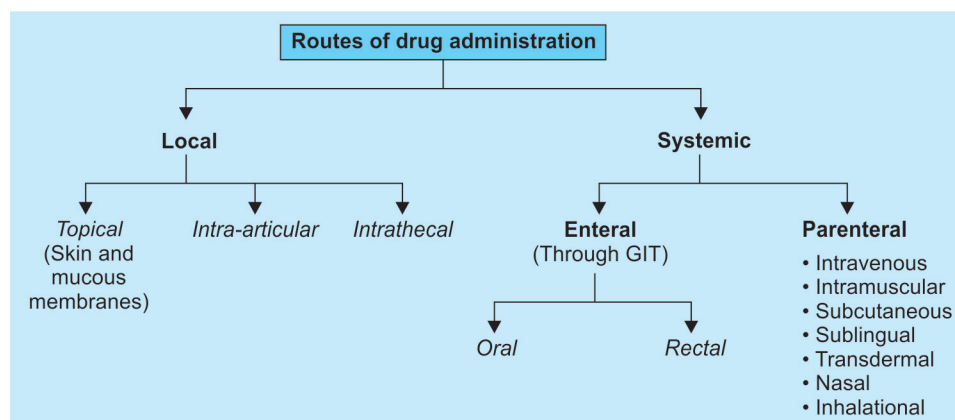 Routes of drug administration
Local
Systemic
Topical
(Skin and
mucous
membranes)
Intra-articular
Intrathecal
Enteral
(Through GIT)
Parenteral
• Intravenous
• Intramuscular
• Subcutaneous
• Sublingual
• Transdermal
• Nasal
• Inhalational
Oral
Rectal